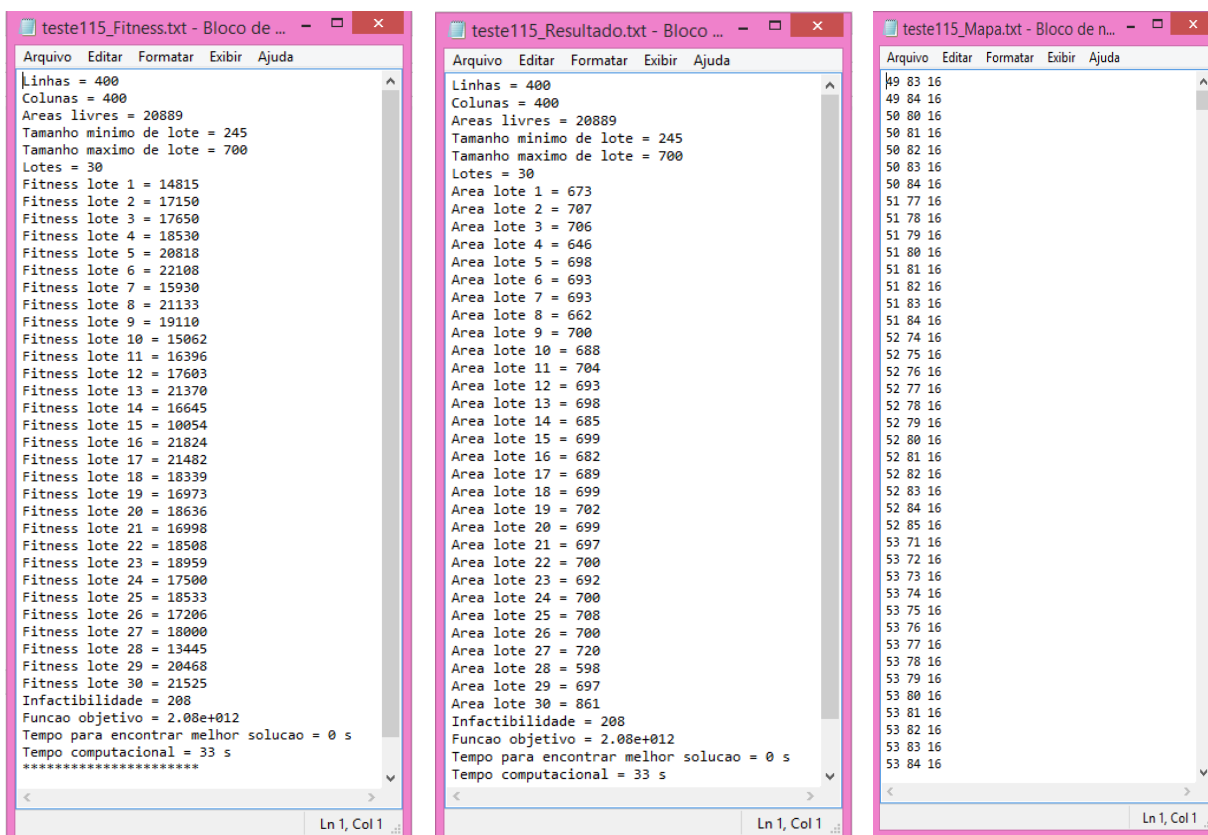 teste115_Fitness.txt - Bloco de ...
Arquivo Editar Formatar Exibir Ajuda
Linhas = 400
Colunas = 400
Areas livres = 20889
Tamanho minimo de lote = 245
Tamanho maximo de lote = 700
Lotes = 30
Fitness lote 1 = 14815
Fitness lote 2 = 17150
Fitness lote 3 = 17650
Fitness lote 4 = 18530
Fitness lote 5 = 20818
Fitness lote 6 = 22108
Fitness lote 7 = 15930
Fitness lote 8 = 21133
Fitness lote 9 = 19110
Fitness lote 10 = 15062
Fitness lote 11 = 16396
Fitness lote 12 = 17603
Fitness lote 13 = 21370
Fitness lote 14 = 16645
Fitness lote 15 = 10054
Fitness lote 16 = 21824
Fitness lote 17 = 21482
Fitness lote 18 = 18339
Fitness lote 19 = 16973
Fitness lote 20 = 18636
Fitness lote 21 = 16998
Fitness lote 22 = 18508
Fitness lote 23 = 18959
Fitness lote 24 = 17500
Fitness lote 25 = 18533
Fitness lote 26 = 17206
Fitness lote 27 = 18000
Fitness lote 28 = 13445
Fitness lote 29 = 20468
Fitness lote 30 = 21525
Infactibilidade = 208
Funcao objetivo = 2.08e+012
Tempo para encontrar melhor solucao = 0 s
Tempo computacional = 33 s
**********************
Ln 1, Col 1
teste115_Resultado.txt - Bloco ...
Arquivo Editar Formatar Exibir Ajuda
Linhas = 400
Colunas = 400
Areas livres = 20889
Tamanho minimo de lote = 245
Tamanho maximo de lote = 700
Lotes = 30
Area lote 1 = 673
Area lote 2 = 707
Area lote 3 = 706
Area lote 4 = 646
Area lote 5 = 698
Area lote 6 = 693
Area lote 7 = 693
Area lote 8 = 662
Area lote 9 = 700
Area lote 10 = 688
Area lote 11 = 704
Area lote 12 = 693
Area lote 13 = 698
Area lote 14 = 685
Area lote 15 = 699
Area lote 16 = 682
Area lote 17 = 689
Area lote 18 = 699
Area lote 19 = 702
Area lote 20 = 699
Area lote 21 = 697
Area lote 22 = 700
Area lote 23 = 692
Area lote 24 = 700
Area lote 25 = 708
Area lote 26 = 700
Area lote 27 = 720
Area lote 28 = 598
Area lote 29 = 697
Area lote 30 = 861
Infactibilidade = 208
Funcao objetivo = 2.08e+012
Tempo para encontrar melhor solucao = 0 s
Tempo computacional = 33 s
Ln 1, Col 1
teste115_Mapa.txt - Bloco de n...
Arquivo Editar Formatar Exibir Ajuda
49 83 16
49 84 16
50 80 16
50 81 16
50 82 16
50 83 16
50 84 16
51 77 16
51 78 16
51 79 16
51 80 16
51 81 16
51 82 16
51 83 16
51 84 16
52 74 16
52 75 16
52 76 16
52 77 16
52 78 16
52 79 16
52 80 16
52 81 16
52 82 16
52 83 16
52 84 16
52 85 16
53 71 16
53 72 16
53 73 16
53 74 16
53 75 16
53 76 16
53 77 16
53 78 16
53 79 16
53 80 16
53 81 16
53 82 16
53 83 16
53 84 16
Ln 1, Col 1